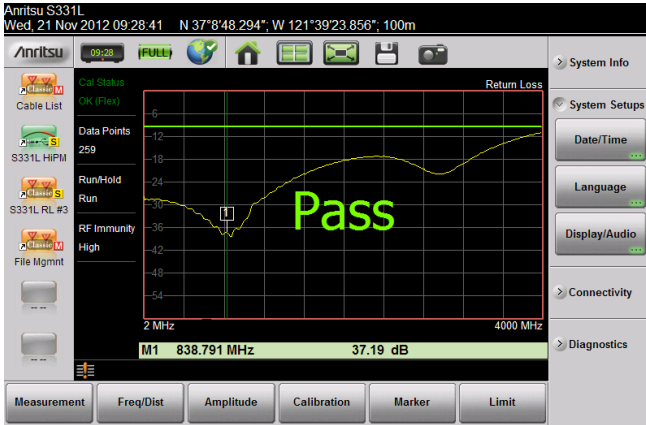 Anritsu S331L
Wed, 21 Nov 2012 09:28:41 N 37°8'48.294"; W 121°39'23.856"; 100m
/Inritsu
09:28
(FULL)
System Info
Classic M
Cable List
S
S331L HiPM
Classic S
S331L RL #3
Classic M
File Mgmnt
-- --
-- --
Cal Status
OK (Flex)
Data Points
259
Run/Hold
Run
RF Immunity
High
Return Loss
-6
-12
-18
-24
-30
-36
-42
-48
-54
1
Pass
2 MHz
4000 MHz
M1 838.791 MHz 37.19 dB
System Setups
Date/Time
Language
Display/Audio
Connectivity
Diagnostics
Measurement
Freq/Dist
Amplitude
Calibration
Marker
Limit